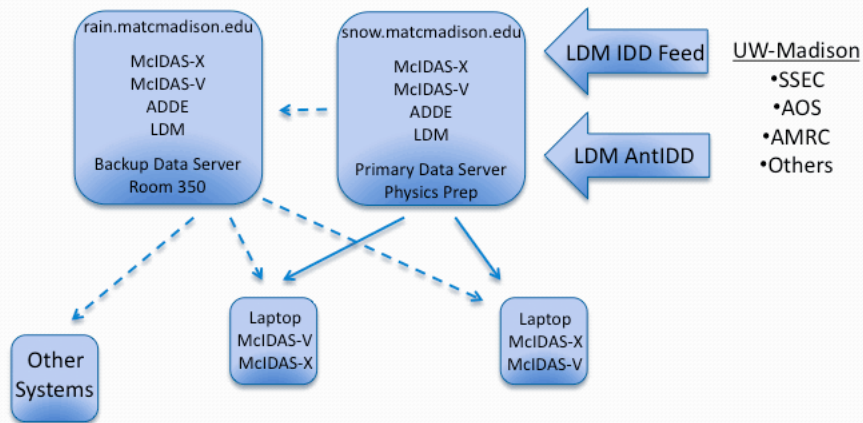 rain.matcmadison.edu
McIDAS-X
McIDAS-V
ADDE
LDM
Backup Data Server
Room 350
snow.matcmadison.edu
McIDAS-X
McIDAS-V
ADDE
LDM
Primary Data Server
Physics Prep
LDM IDD Feed
LDM AntIDD
UW-Madison
•SSEC
•AOS
•AMRC
•Others
Other
Systems
Laptop
McIDAS-V
McIDAS-X
Laptop
McIDAS-X
McIDAS-V